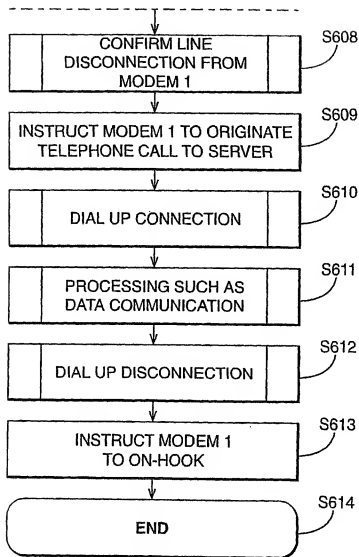 S608
CONFIRM LINE
DISCONNECTION FROM
MODEM 1
S609
INSTRUCT MODEM 1 TO ORIGINATE
TELEPHONE CALL TO SERVER
S610
DIAL UP CONNECTION
S611
PROCESSING SUCH AS
DATA COMMUNICATION
S612
DIAL UP DISCONNECTION
S613
INSTRUCT MODEM 1
TO ON-HOOK
S614
END